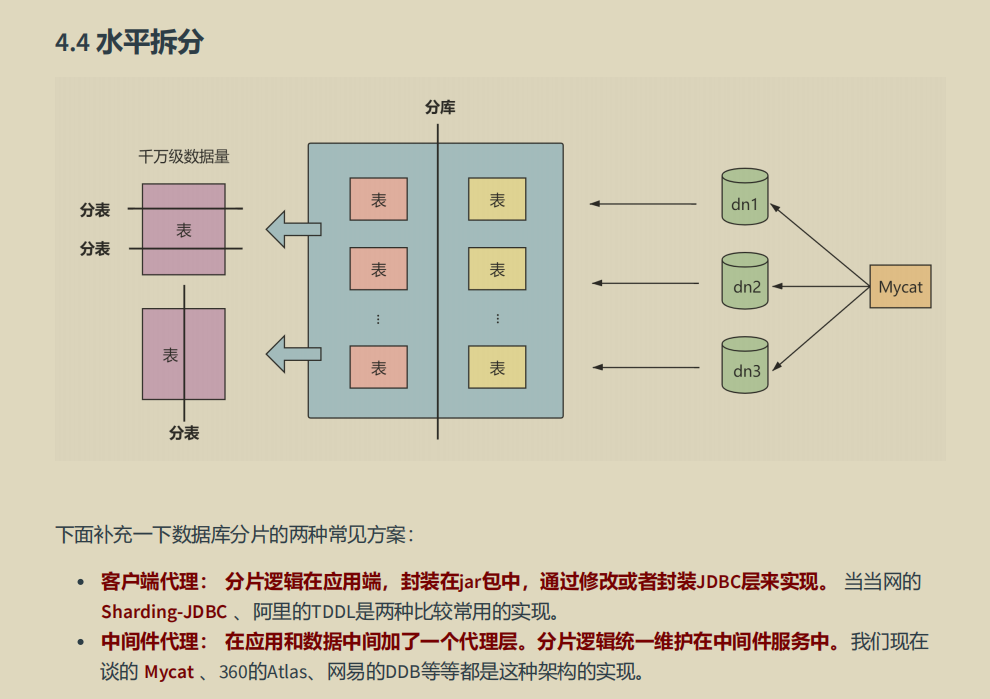 4.4 水平拆分
分库
千万级数据量
分表
表
分表
表
分表
表
表
表
表
...
...
表
表
dn1
dn2
dn3
Mycat
下面补充一下数据库分片的两种常见方案：
• 客户端代理： 分片逻辑在应用端，封装在jar包中，通过修改或者封装JDBC层来实现。 当当网的
Sharding-JDBC 、阿里的TDDL是两种比较常用的实现。
• 中间件代理： 在应用和数据中间加了一个代理层。分片逻辑统一维护在中间件服务中。 我们现在
谈的 Mycat 、360的Atlas、网易的DDB等等都是这种架构的实现。